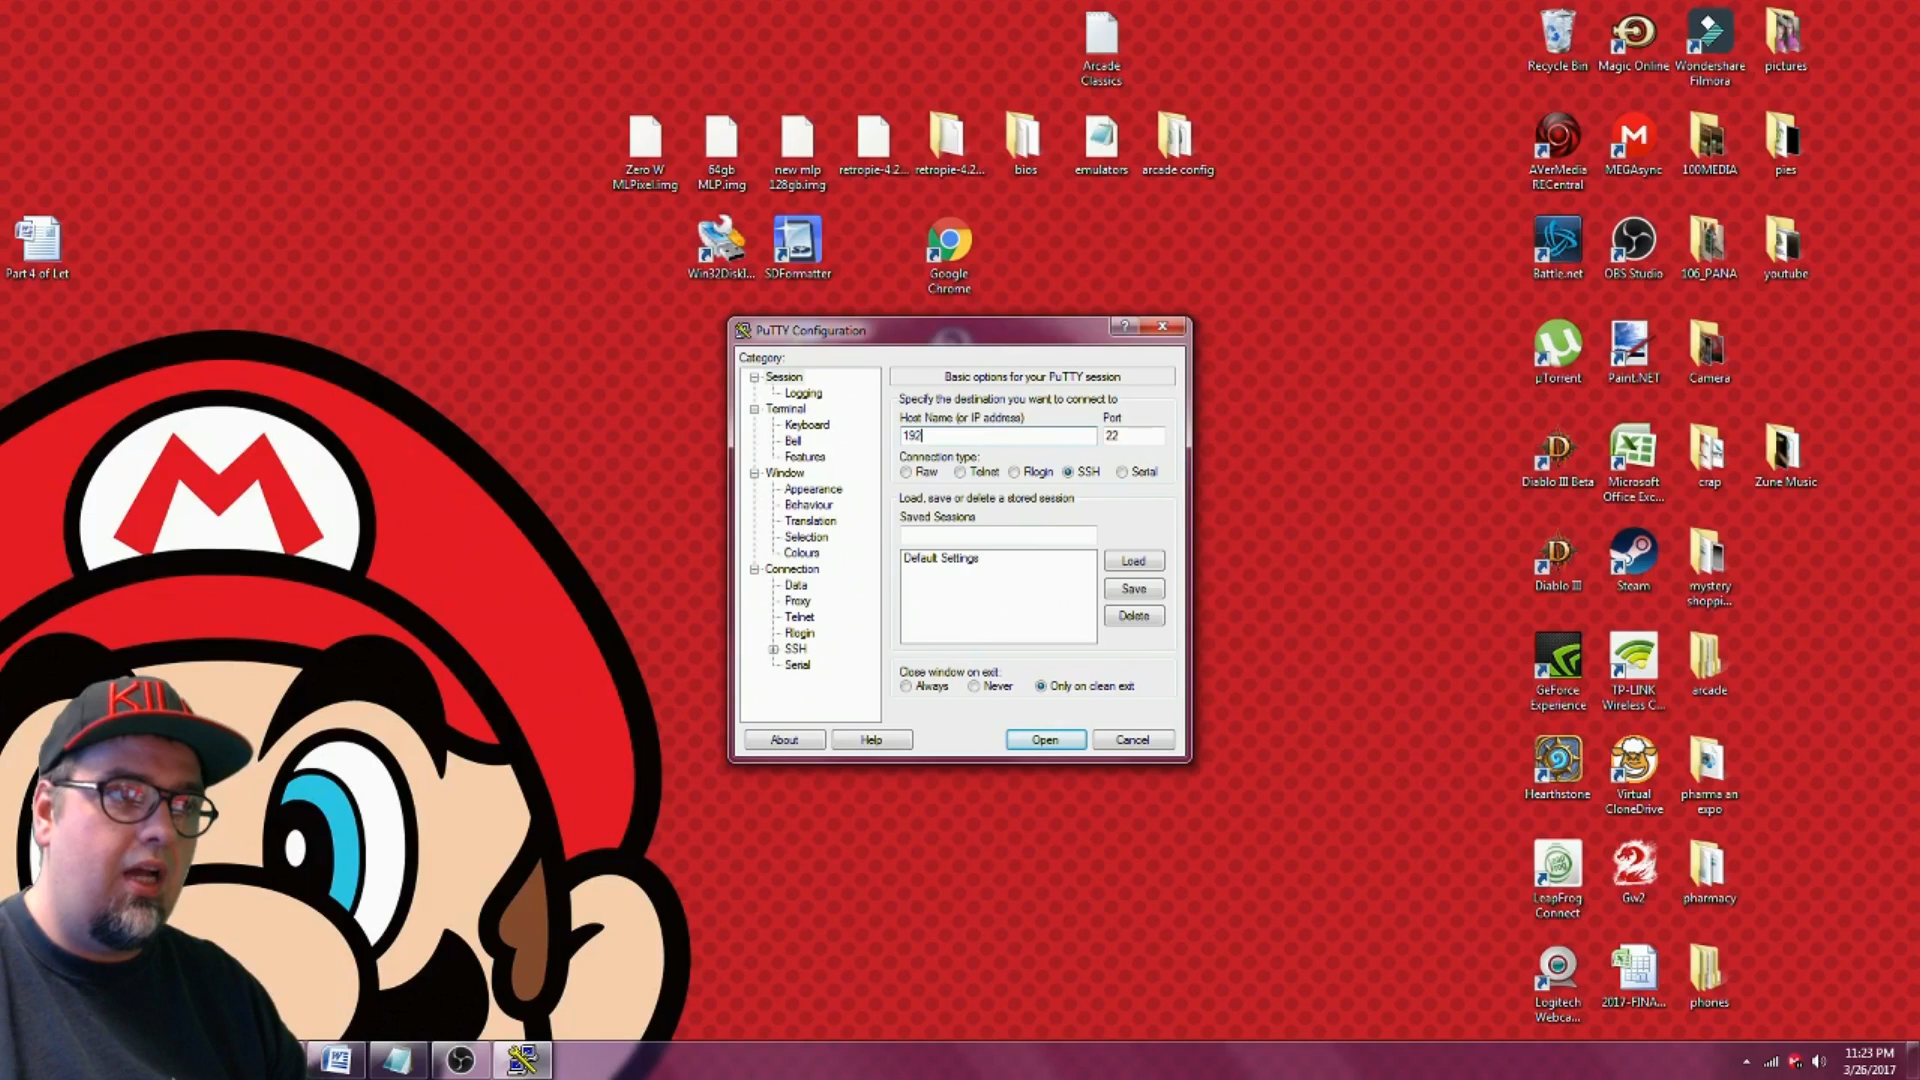 Arcade
Classics
Recycle Bin
Magic Online
Wondershare
Filmora
pictures
Zero W
MLPixel.img
64gb
MLP.img
new mlp
128gb.img
retropie-4.2...
retropie-4.2...
bios
emulators
arcade config
AVerMedia
RECentral
MEGAsync
100MEDIA
pies
Part 4 of Let
Win32DiskI...
SDFormatter
Google
Chrome
Battle.net
OBS Studio
106_PANA
youtube
PuTTY Configuration
Category:
Session
Logging
Terminal
Keyboard
Bell
Features
Window
Appearance
Behaviour
Translation
Selection
Colours
Connection
Data
Proxy
Telnet
Rlogin
SSH
Serial
Basic options for your PuTTY session
Specify the destination you want to connect to
Host Name (or IP address)
Port
192
22
Connection type:
Raw
Telnet
Rlogin
SSH
Serial
Load, save or delete a stored session
Saved Sessions
Default Settings
Load
Save
Delete
Close window on exit:
Always
Never
Only on clean exit
About
Help
Open
Cancel
µTorrent
Paint.NET
Camera
Diablo III Beta
Microsoft
Office Exc...
crap
Zune Music
Diablo III
Steam
mystery
shoppi...
GeForce
Experience
TP-LINK
Wireless C...
arcade
Hearthstone
Virtual
CloneDrive
pharma an
expo
LeapFrog
Connect
Gw2
pharmacy
Logitech
Webca...
2017-FINA...
phones
M
KIL
11:23 PM
3/26/2017